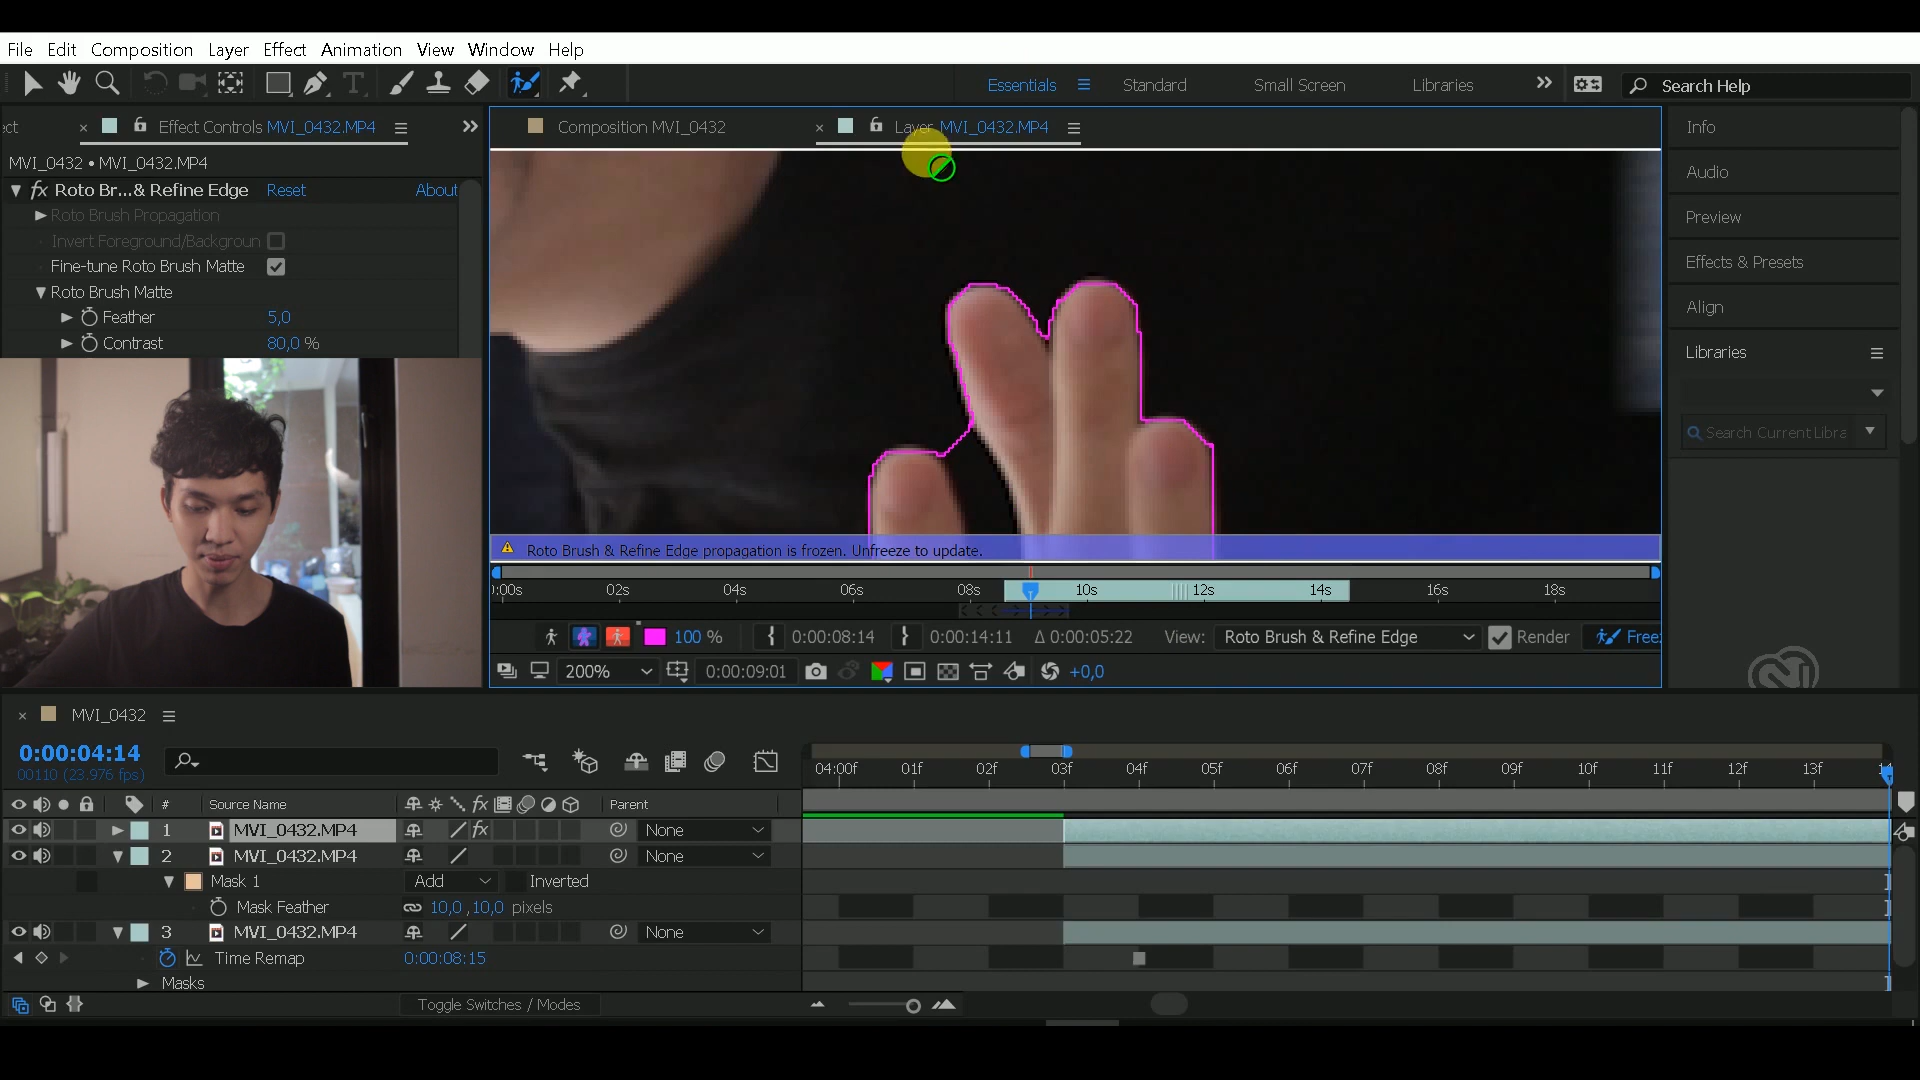 File Edit Composition Layer Effect Animation View Window Help
Essentials Standard Small Screen Libraries Search Help
ect × Effect Controls MVI_0432.MP4
Composition MVI_0432 × Layer MVI_0432.MP4
MVI_0432 • MVI_0432.MP4
fx Roto Br...& Refine Edge Reset About
Roto Brush Propagation
Invert Foreground/Backgroun
Fine-tune Roto Brush Matte
Roto Brush Matte
Feather 5,0
Contrast 80,0 %
Info
Audio
Preview
Effects & Presets
Align
Libraries
Search Current Libra
Roto Brush & Refine Edge propagation is frozen. Unfreeze to update.
):00s 02s 04s 06s 08s 10s 12s 14s 16s 18s
100 % 0:00:08:14 0:00:14:11 Δ 0:00:05:22 View: Roto Brush & Refine Edge Render Freez
200% 0:00:09:01 +0,0
× MVI_0432
0:00:04:14
00110 (23.976 fps)
04:00f 01f 02f 03f 04f 05f 06f 07f 08f 09f 10f 11f 12f 13f 14
# Source Name fx Parent
1 MVI_0432.MP4 fx None
2 MVI_0432.MP4 None
Mask 1 Add Inverted
Mask Feather 10,0 ,10,0 pixels
3 MVI_0432.MP4 None
Time Remap 0:00:08:15
Masks
Toggle Switches / Modes